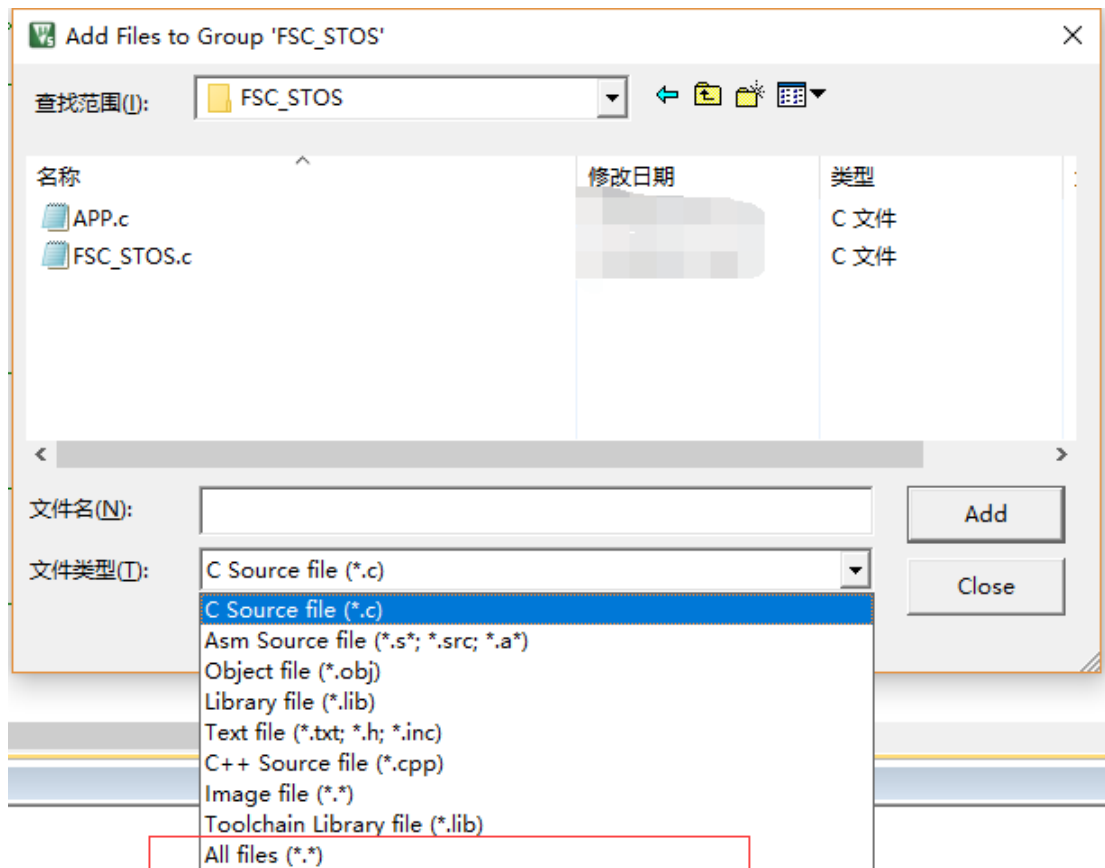 Add Files to Group 'FSC_STOS'
查找范围(I): FSC_STOS
名称 修改日期 类型
APP.c C 文件
FSC_STOS.c C 文件
文件名(N): Add
文件类型(T): C Source file (*.c) Close
C Source file (*.c)
Asm Source file (*.s*; *.src; *.a*)
Object file (*.obj)
Library file (*.lib)
Text file (*.txt; *.h; *.inc)
C++ Source file (*.cpp)
Image file (*.*)
Toolchain Library file (*.lib)
All files (*.*)